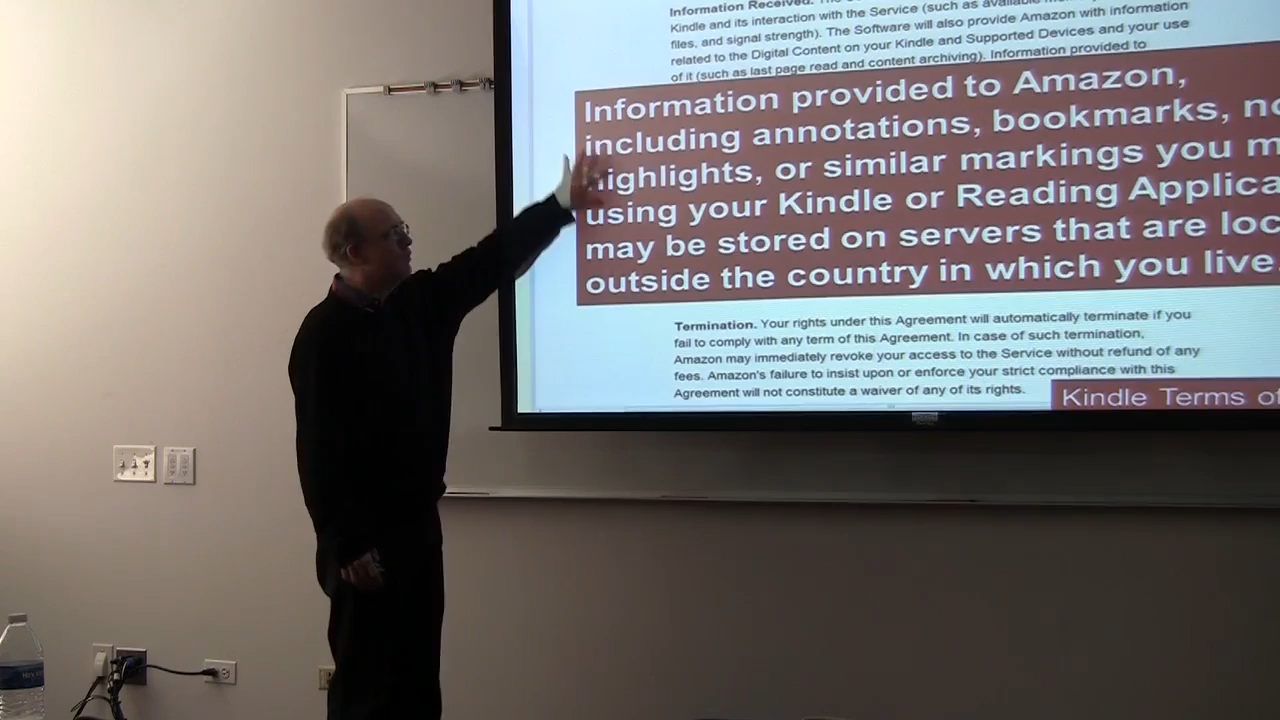 Information Received. The
Kindle and its interaction with the Service (such as available
files, and signal strength). The Software will also provide Amazon with information
related to the Digital Content on your Kindle and Supported Devices and your use
of it (such as last page read and content archiving). Information provided to
Information provided to Amazon,
including annotations, bookmarks, no
highlights, or similar markings you m
using your Kindle or Reading Applica
may be stored on servers that are loc
outside the country in which you live
Termination. Your rights under this Agreement will automatically terminate if you
fail to comply with any term of this Agreement. In case of such termination,
Amazon may immediately revoke your access to the Service without refund of any
fees. Amazon's failure to insist upon or enforce your strict compliance with this
Agreement will not constitute a waiver of any of its rights.
Kindle Terms of